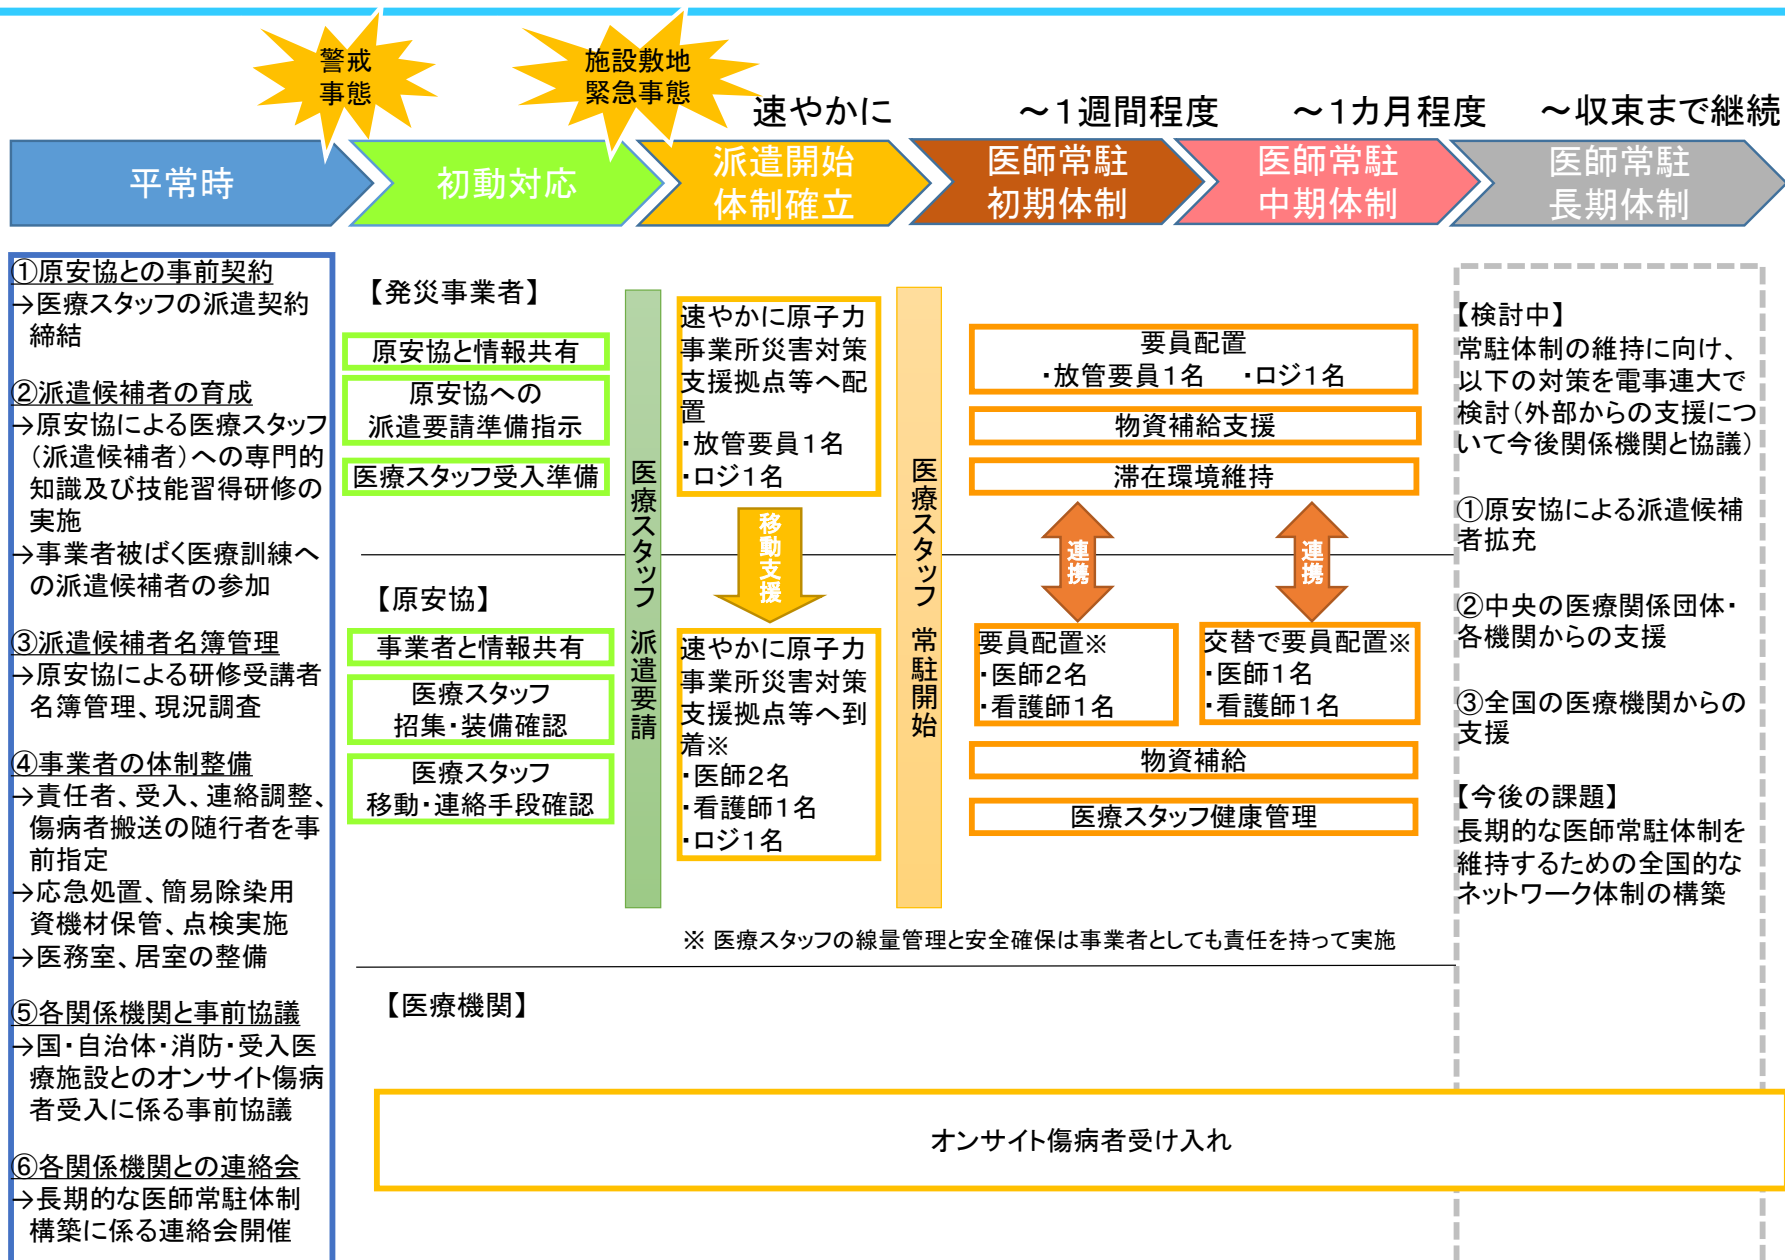 警戒
事態
施設敷地
緊急事態
速やかに
～1週間程度
～1カ月程度
～収束まで継続
平常時
初動対応
派遣開始
体制確立
医師常駐
初期体制
医師常駐
中期体制
医師常駐
長期体制
①原安協との事前契約
→医療スタッフの派遣契約
締結
②派遣候補者の育成
→原安協による医療スタッフ
(派遣候補者)への専門的
知識及び技能習得研修の
実施
→事業者被ばく医療訓練へ
の派遣候補者の参加
③派遣候補者名簿管理
→原安協による研修受講者
名簿管理、現況調査
④事業者の体制整備
→責任者、受入、連絡調整、
傷病者搬送の随行者を事
前指定
→応急処置、簡易除染用
資機材保管、点検実施
→医務室、居室の整備
⑤各関係機関と事前協議
→国・自治体・消防・受入医
療施設とのオンサイト傷病
者受入に係る事前協議
⑥各関係機関との連絡会
→長期的な医師常駐体制
構築に係る連絡会開催
【発災事業者】
原安協と情報共有
原安協への
派遣要請準備指示
医療スタッフ受入準備
【原安協】
事業者と情報共有
医療スタッフ
招集・装備確認
医療スタッフ
移動・連絡手段確認
医療スタッフ 派遣要請
速やかに原子力
事業所災害対策
支援拠点等へ配
置
・放管要員1名
・ロジ1名
移動支援
速やかに原子力
事業所災害対策
支援拠点等へ到
着※
・医師2名
・看護師1名
・ロジ1名
医療スタッフ 常駐開始
要員配置
・放管要員1名 ・ロジ1名
物資補給支援
滞在環境維持
連携
連携
要員配置※
・医師2名
・看護師1名
交替で要員配置※
・医師1名
・看護師1名
物資補給
医療スタッフ健康管理
※ 医療スタッフの線量管理と安全確保は事業者としても責任を持って実施
【検討中】
常駐体制の維持に向け、
以下の対策を電事連大で
検討(外部からの支援につ
いて今後関係機関と協議)
①原安協による派遣候補
者拡充
②中央の医療関係団体・
各機関からの支援
③全国の医療機関からの
支援
【今後の課題】
長期的な医師常駐体制を
維持するための全国的な
ネットワーク体制の構築
【医療機関】
オンサイト傷病者受け入れ